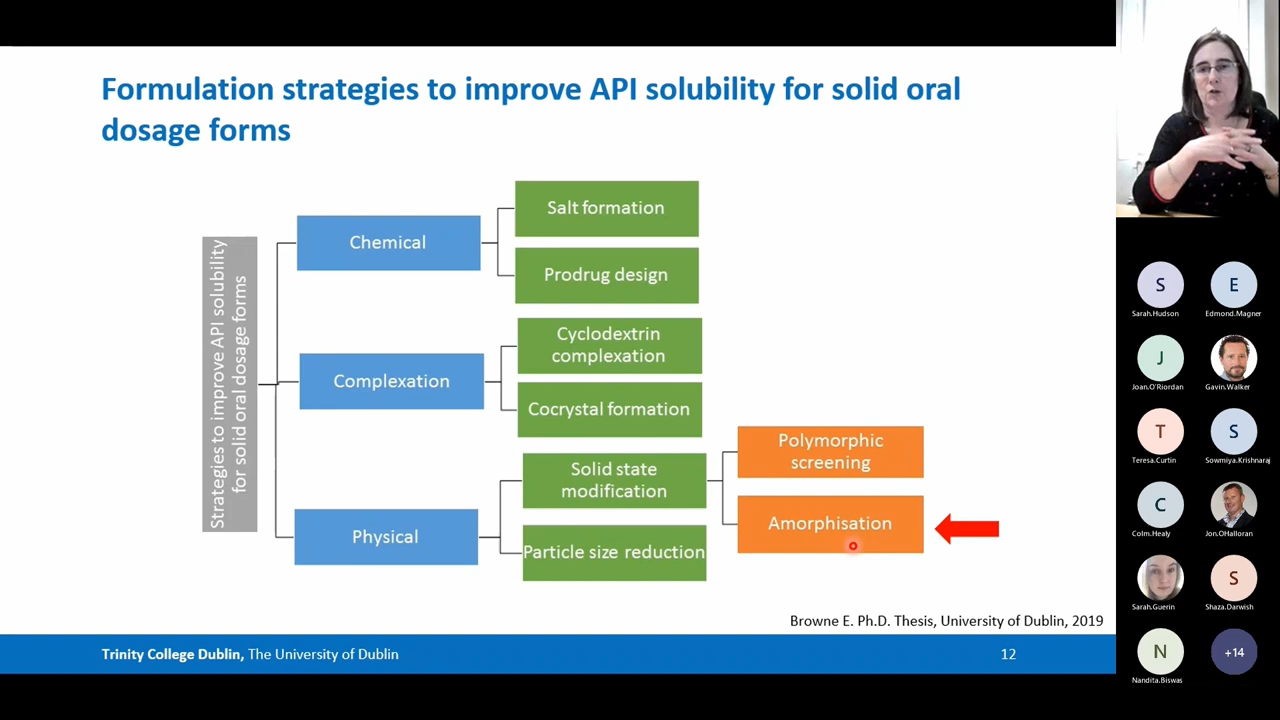 Formulation strategies to improve API solubility for solid oral
dosage forms
Strategies to improve API solubility
for solid oral dosage forms
Chemical
Salt formation
Prodrug design
Complexation
Cyclodextrin
complexation
Cocrystal formation
Physical
Solid state
modification
Particle size reduction
Polymorphic
screening
Amorphisation
Browne E. Ph.D. Thesis, University of Dublin, 2019
Trinity College Dublin, The University of Dublin
12
S
Sarah.Hudson
E
Edmond.Magner
J
Joan.O'Riordan
Gavin.Walker
T
Teresa.Curtin
S
Sowmiya.Krishnaraj
C
Colm.Healy
Jon.OHalloran
Sarah.Guerin
S
Shaza.Darwish
N
Nandita.Biswas
+14